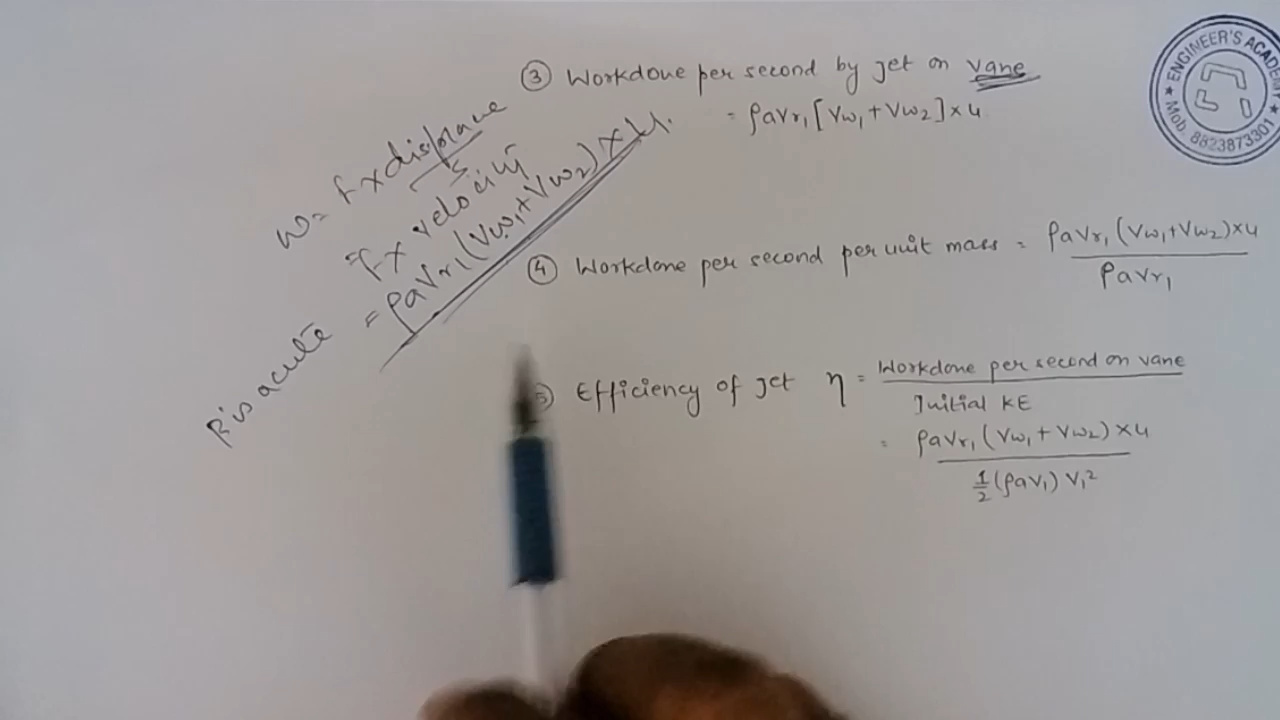 ③ Workdone per second by jet on vane
= ρaVr₁[Vw₁+Vw₂]×u
W= F×displane
s
=F× velocity
= ρaVr₁(Vw₁+Vw₂)×u.
β is acute
④ Workdone per second per unit mass = ρaVr₁(Vw₁+Vw₂)×u
ρaVr₁
⑤ Efficiency of jet η = Workdone per second on vane
Initial KE
= ρaVr₁(Vw₁+Vw₂)×u
½(ρaV₁)V₁²
ENGINEER'S ACADEMY
★ Mob. 8823873301 ★